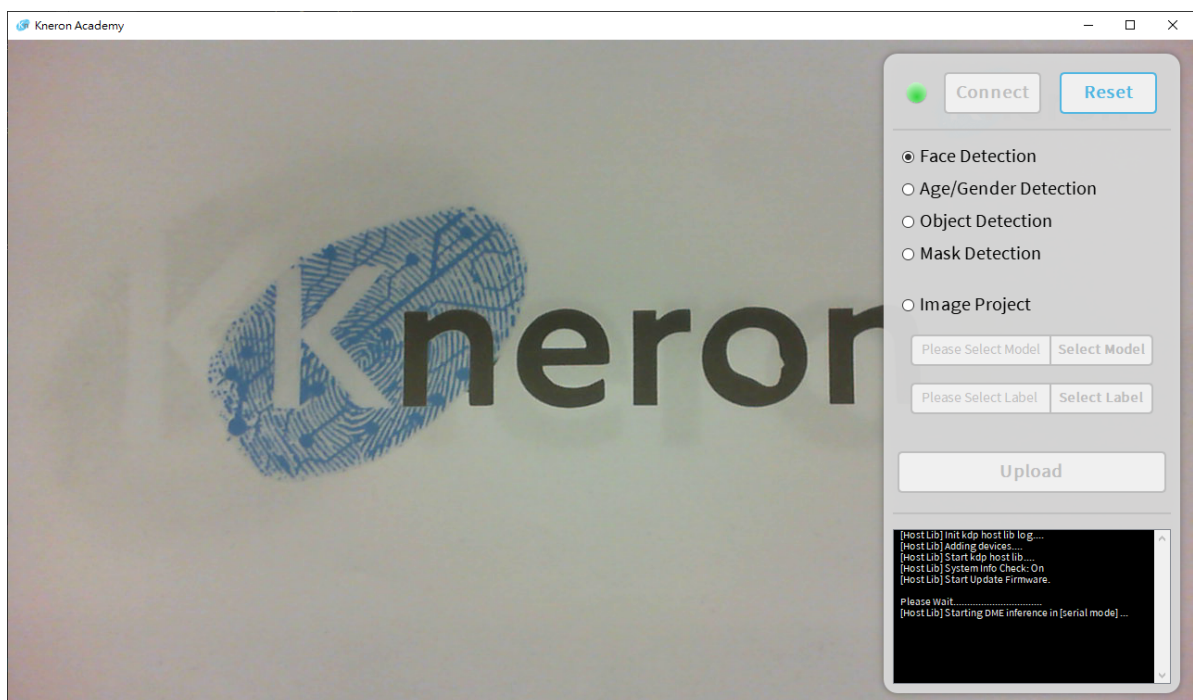 Kneron Academy
Kneron
Connect
Reset
Face Detection
Age/Gender Detection
Object Detection
Mask Detection
Image Project
Please Select Model
Select Model
Please Select Label
Select Label
Upload
[Host Lib] Init kdp host lib log....
[Host Lib] Adding devices....
[Host Lib] Start kdp host lib....
[Host Lib] System Info Check: On
[Host Lib] Start Update Firmware.
Please Wait................................
[Host Lib] Starting DME inference in [serial mode] ...